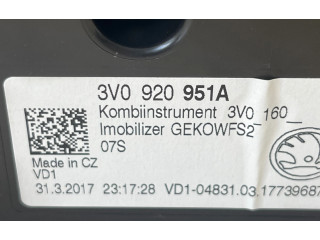 3V0 920 951A
Kombiinstrument 3V0 160_
Imobilizer GEKOWFS2
07S
Made in CZ
VD1
31.3.2017 23:17:28 VD1-04831.03.17739687